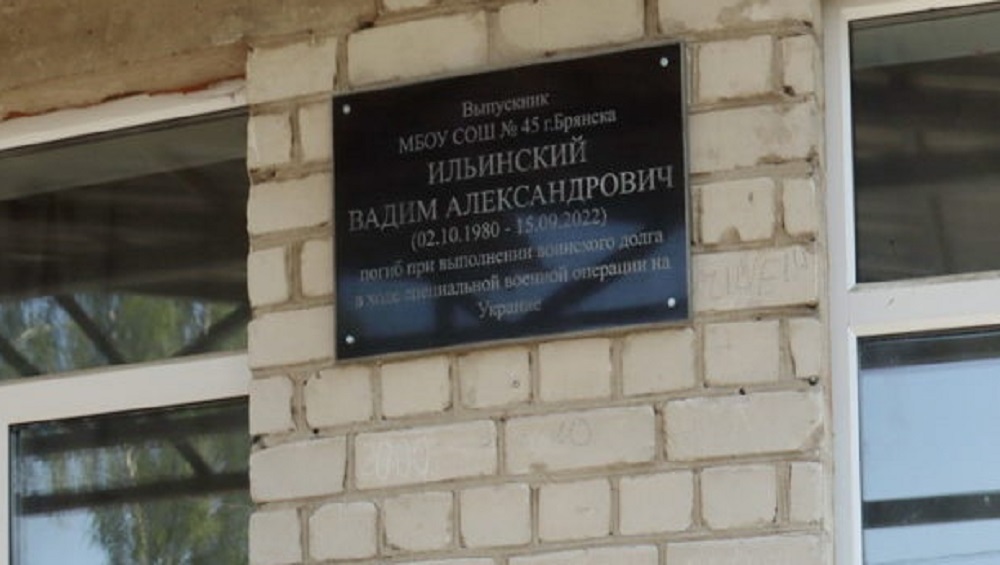 Выпускник
МБОУ СОШ № 45 г.Брянска
ИЛЬИНСКИЙ
ВАДИМ АЛЕКСАНДРОВИЧ
(02.10.1980 - 15.09.2022)
погиб при выполнении воинского долга
в ходе специальной военной операции на
Украине